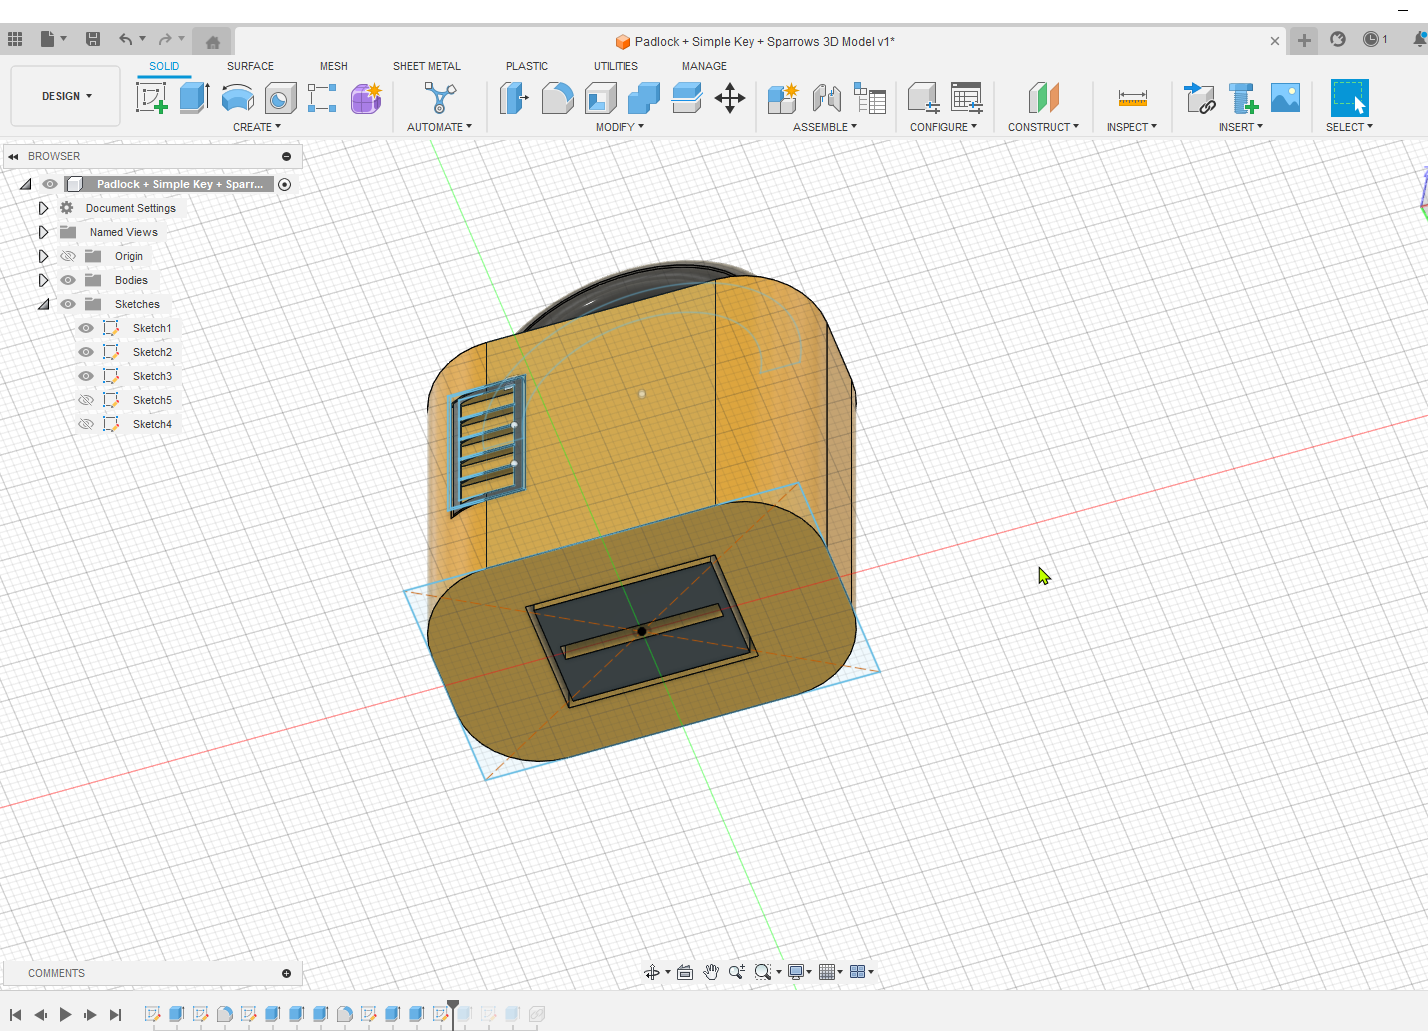 Padlock + Simple Key + Sparrows 3D Model v1*
1
SOLID SURFACE MESH SHEET METAL PLASTIC UTILITIES MANAGE
DESIGN
CREATE AUTOMATE MODIFY ASSEMBLE CONFIGURE CONSTRUCT INSPECT INSERT SELECT
BROWSER
Padlock + Simple Key + Sparr...
Document Settings
Named Views
Origin
Bodies
Sketches
Sketch1
Sketch2
Sketch3
Sketch5
Sketch4
COMMENTS